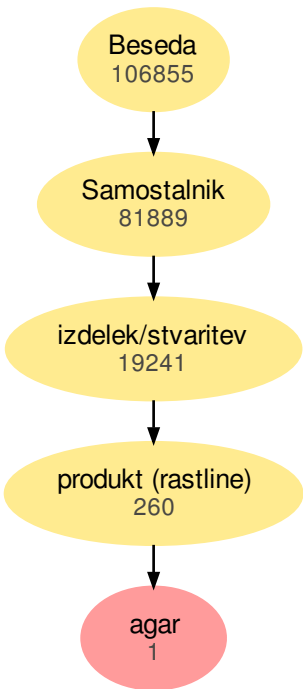 Beseda
106855
Samostalnik
81889
izdelek/stvaritev
19241
produkt (rastline)
260
agar
1